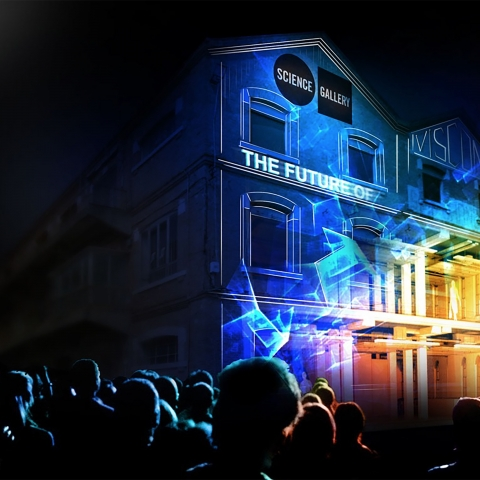 SCIENCE
GALLERY
THE FUTURE OF